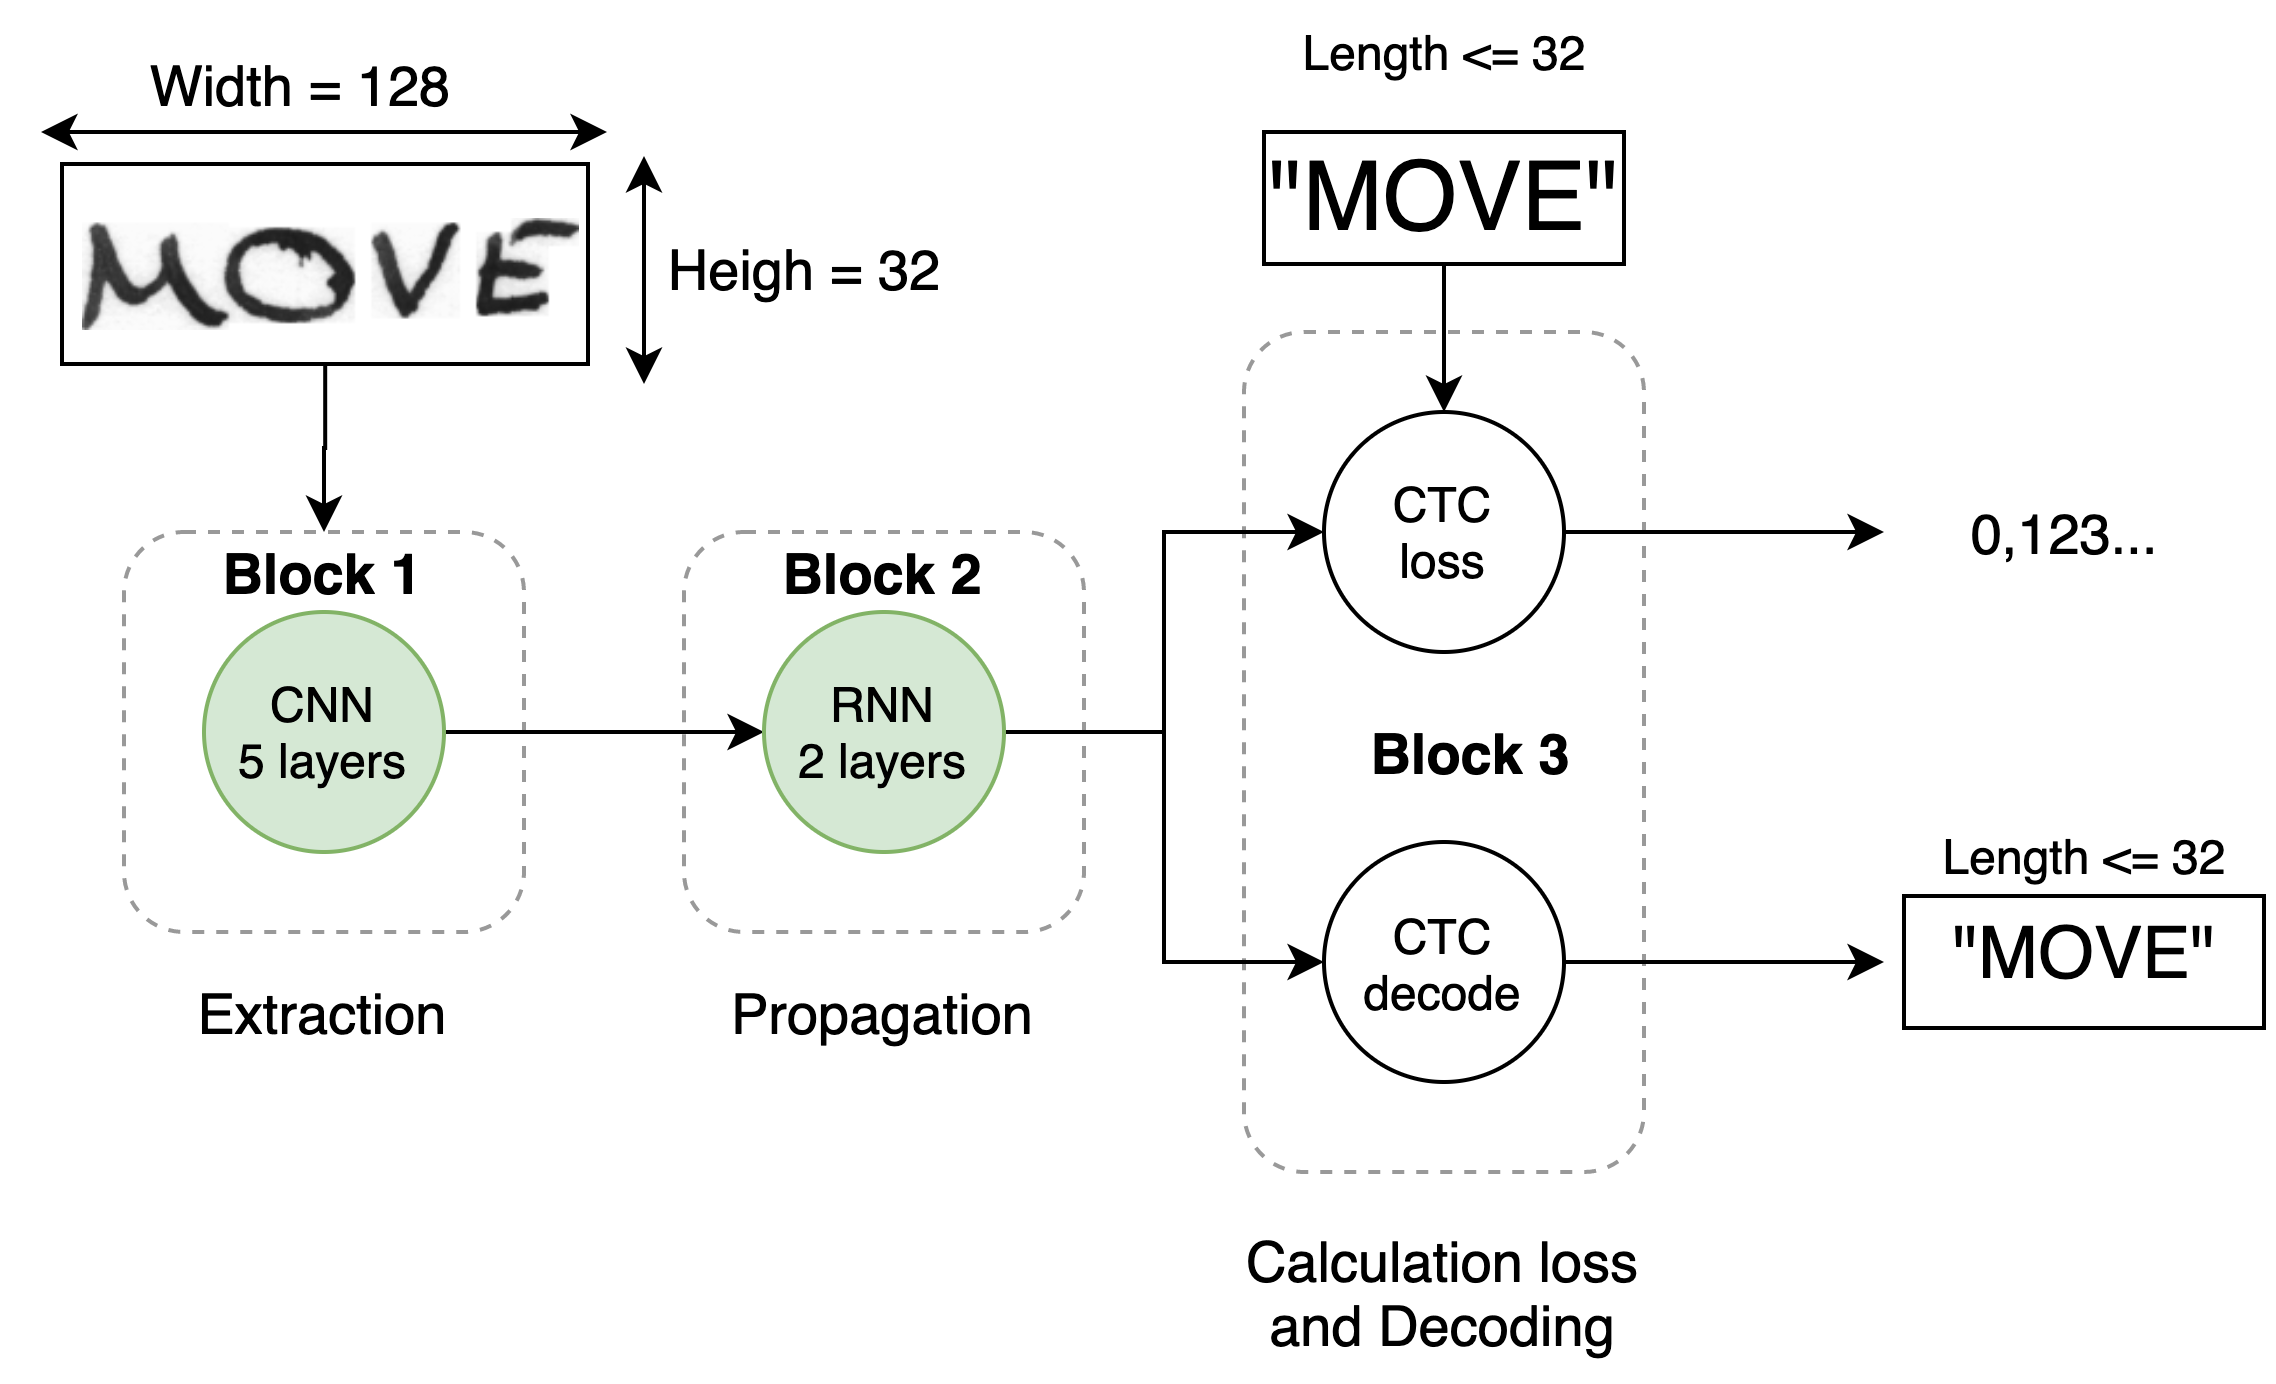 Width = 128
MOVE
Heigh = 32
Length <= 32
"MOVE"
Block 1
CNN
5 layers
Extraction
Block 2
RNN
2 layers
Propagation
CTC
loss
Block 3
CTC
decode
Calculation loss
and Decoding
0,123...
Length <= 32
"MOVE"